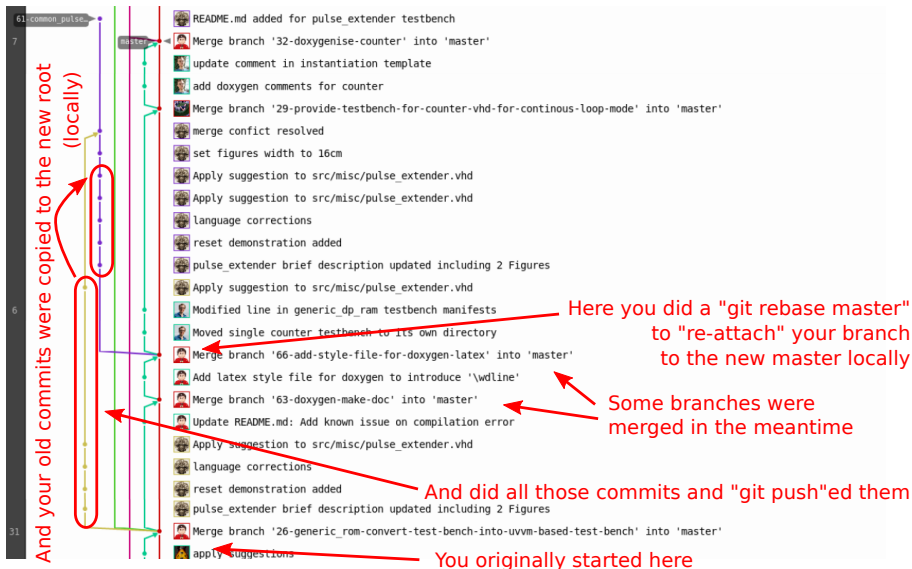 61-common_pulse…
README.md added for pulse_extender testbench
7
master
Merge branch '32-doxygenise-counter' into 'master'
update comment in instantiation template
add doxygen comments for counter
Merge branch '29-provide-testbench-for-counter-vhd-for-continous-loop-mode' into 'master'
merge confict resolved
set figures width to 16cm
Apply suggestion to src/misc/pulse_extender.vhd
Apply suggestion to src/misc/pulse_extender.vhd
language corrections
reset demonstration added
pulse_extender brief description updated including 2 Figures
Apply suggestion to src/misc/pulse_extender.vhd
6
Modified line in generic_dp_ram testbench manifests
Moved single counter testbench to its own directory
Merge branch '66-add-style-file-for-doxygen-latex' into 'master'
Add latex style file for doxygen to introduce '\wdline'
Merge branch '63-doxygen-make-doc' into 'master'
Update README.md: Add known issue on compilation error
Apply suggestion to src/misc/pulse_extender.vhd
language corrections
reset demonstration added
pulse_extender brief description updated including 2 Figures
31
Merge branch '26-generic_rom-convert-test-bench-into-uvvm-based-test-bench' into 'master'
apply suggestions
And your old commits were copied to the new root
(locally)
Here you did a "git rebase master"
to "re-attach" your branch
to the new master locally
Some branches were
merged in the meantime
And did all those commits and "git push"ed them
You originally started here